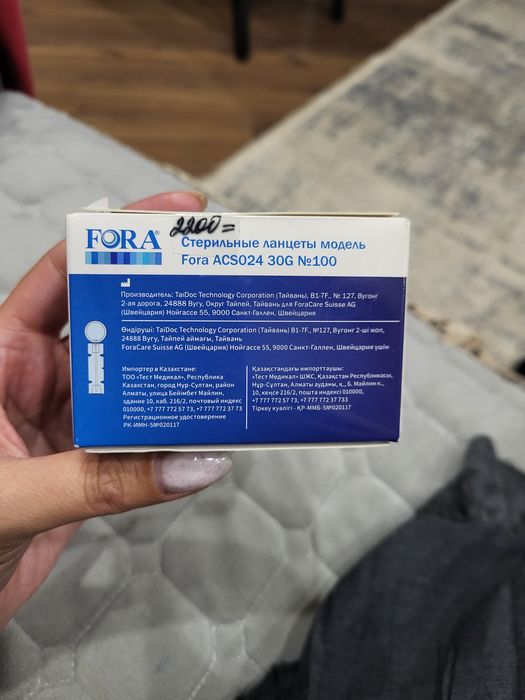 FORA®
2200=
Стерильные ланцеты модель
Fora ACS024 30G №100
Производитель: TaiDoc Technology Corporation (Тайвань), B1-7F., № 127, Вугонг
2-ая дорога, 24888 Вугу, Округ Тайпей, Тайвань для ForaCare Suisse AG
(Швейцария) Нойгассе 55, 9000 Санкт-Галлен, Швейцария
Өндіруші: TaiDoc Technology Corporation (Тайвань) B1-7F., №127, Вугонг 2-ші жол,
24888 Вугу, Тайпей аймағы, Тайвань
ForaCare Suisse AG (Швейцария) Нойгассе 55, 9000 Санкт-Галлен, Швейцария үшін
Импортер в Казахстане:
ТОО «Тест Медикал», Республика
Казахстан, город Нур-Султан, район
Алматы, улица Бейімбет Майлин,
здание 10, каб. 216/2, почтовый индекс
010000, +7 777 772 57 73, +7 777 772 37 73
Регистрационное удостоверение
РК-ИМН-5№020117
Қазақстандағы импорттаушы:
«Тест Медикал» ШЖС, Қазақстан Республикасы,
Нұр-Султан, Алматы ауданы, қ., Б. Майлин к.,
10, кеңсе 216/2, пошта индексі 010000,
+7 777 772 57 73, +7 777 772 37 733
Тіркеу куәлігі - ҚР-ММБ-5№020117